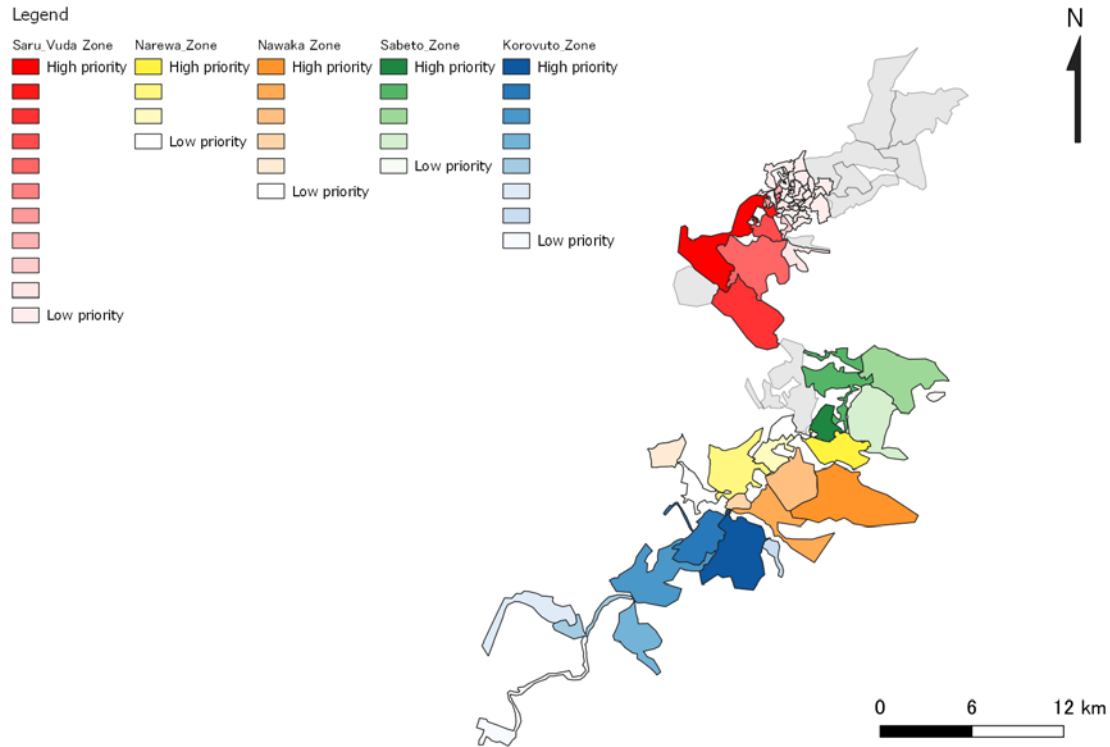 Legend
Saru_Vuda Zone
High priority
Low priority
Narewa_Zone
High priority
Low priority
Nawaka Zone
High priority
Low priority
Sabeto_Zone
High priority
Low priority
Korovuto_Zone
High priority
Low priority
N
0 6 12 km